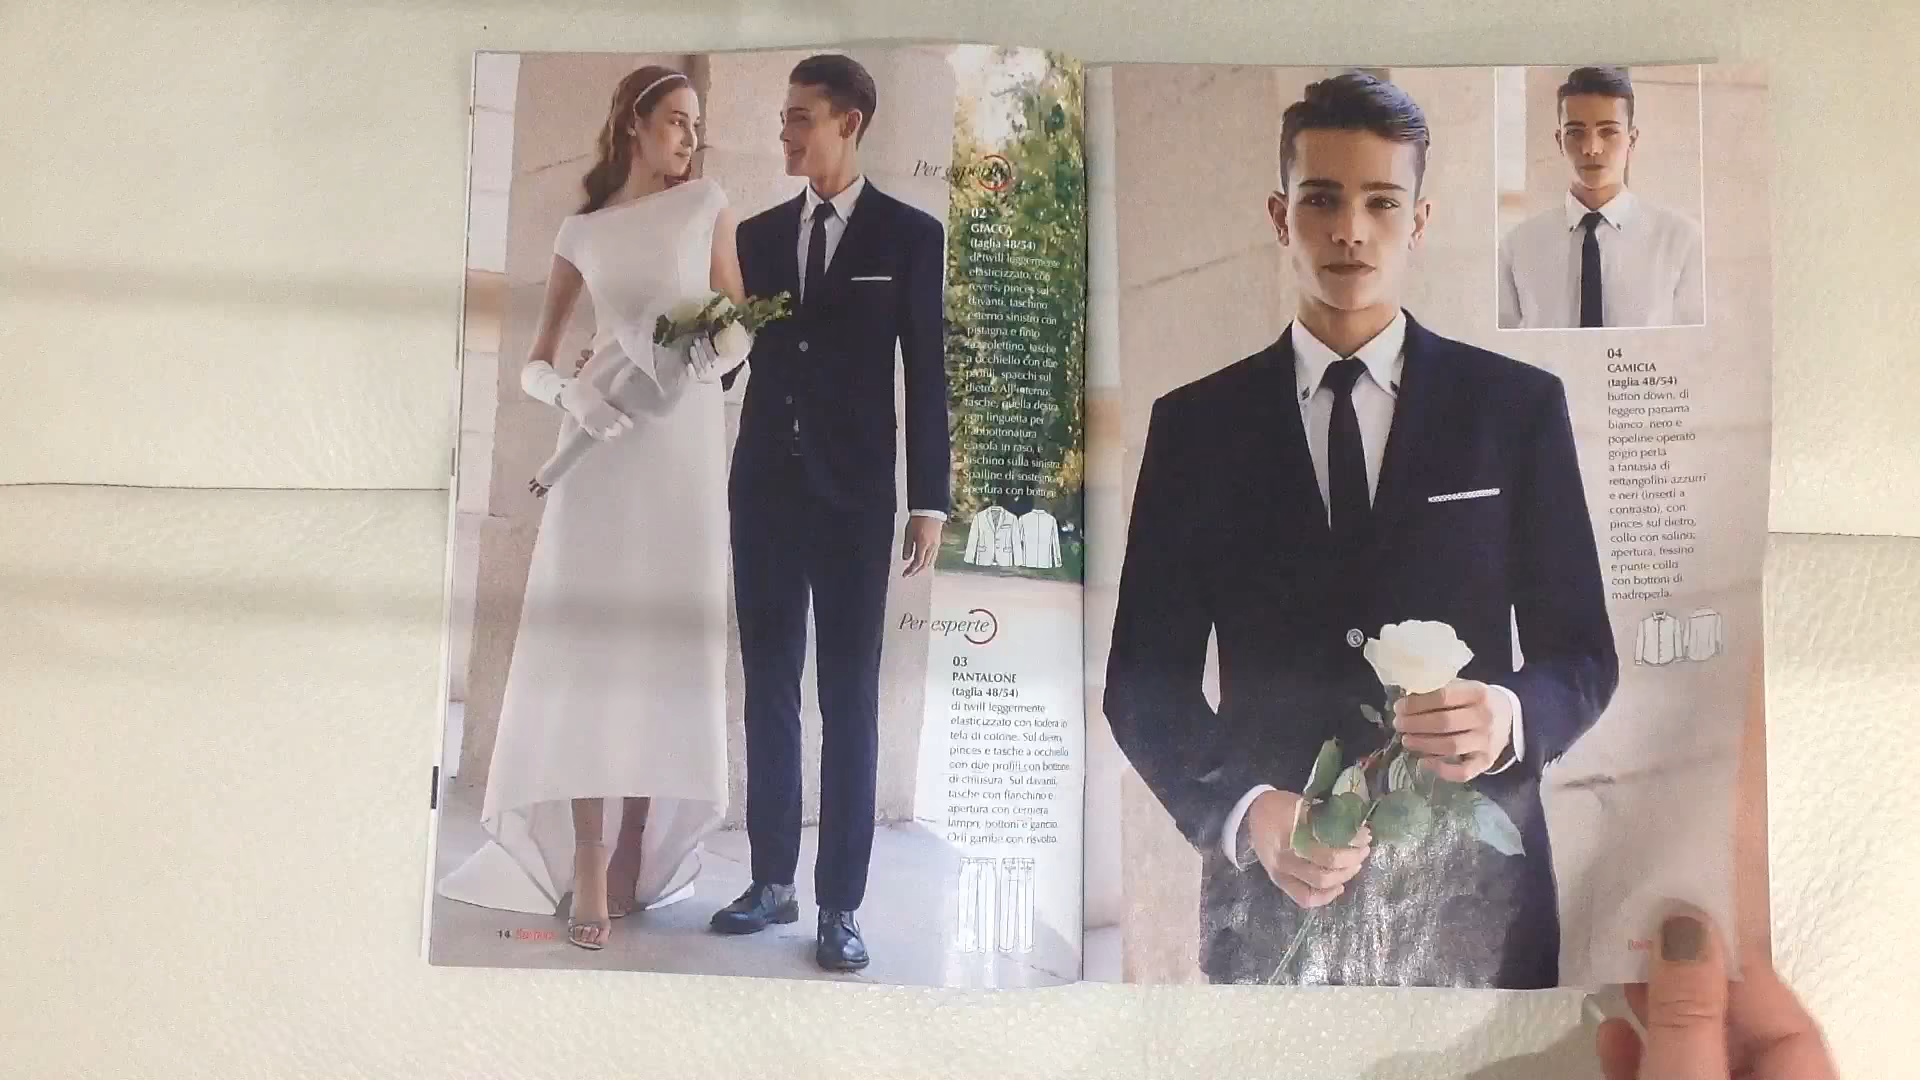 Per esperte
02
GIACCA
(taglia 48/54)
di twill leggermente
elasticizzato, con
revers, pinces sul
davanti, taschino
esterno sinistro con
pistagna e finto
fazzolettino, tasche
a occhiello con due
profili, spacchi sul
dietro. All'interno:
tasche, quella destra
con linguetta per
l'abbottonatura
e asola in raso, e
taschino sulla sinistra.
Spalline di sostegno,
apertura con bottoni.
Per esperte
03
PANTALONE
(taglia 48/54)
di twill leggermente
elasticizzato con fodera in
tela di cotone. Sul dietro,
pinces e tasche a occhiello
con due profili con bottone
di chiusura. Sul davanti,
tasche con fianchino e
apertura con cerniera
lampo, bottoni e gancio.
Orli gambe con risvolto.
14
04
CAMICIA
(taglia 48/54)
button down, di
leggero panama
bianco, nero e
popeline operato
grigio perla
a fantasia di
rettangolini azzurri
e neri (inserti a
contrasto), con
pinces sul dietro,
collo con solino;
apertura, fessino
e punte collo
con bottoni di
madreperla.